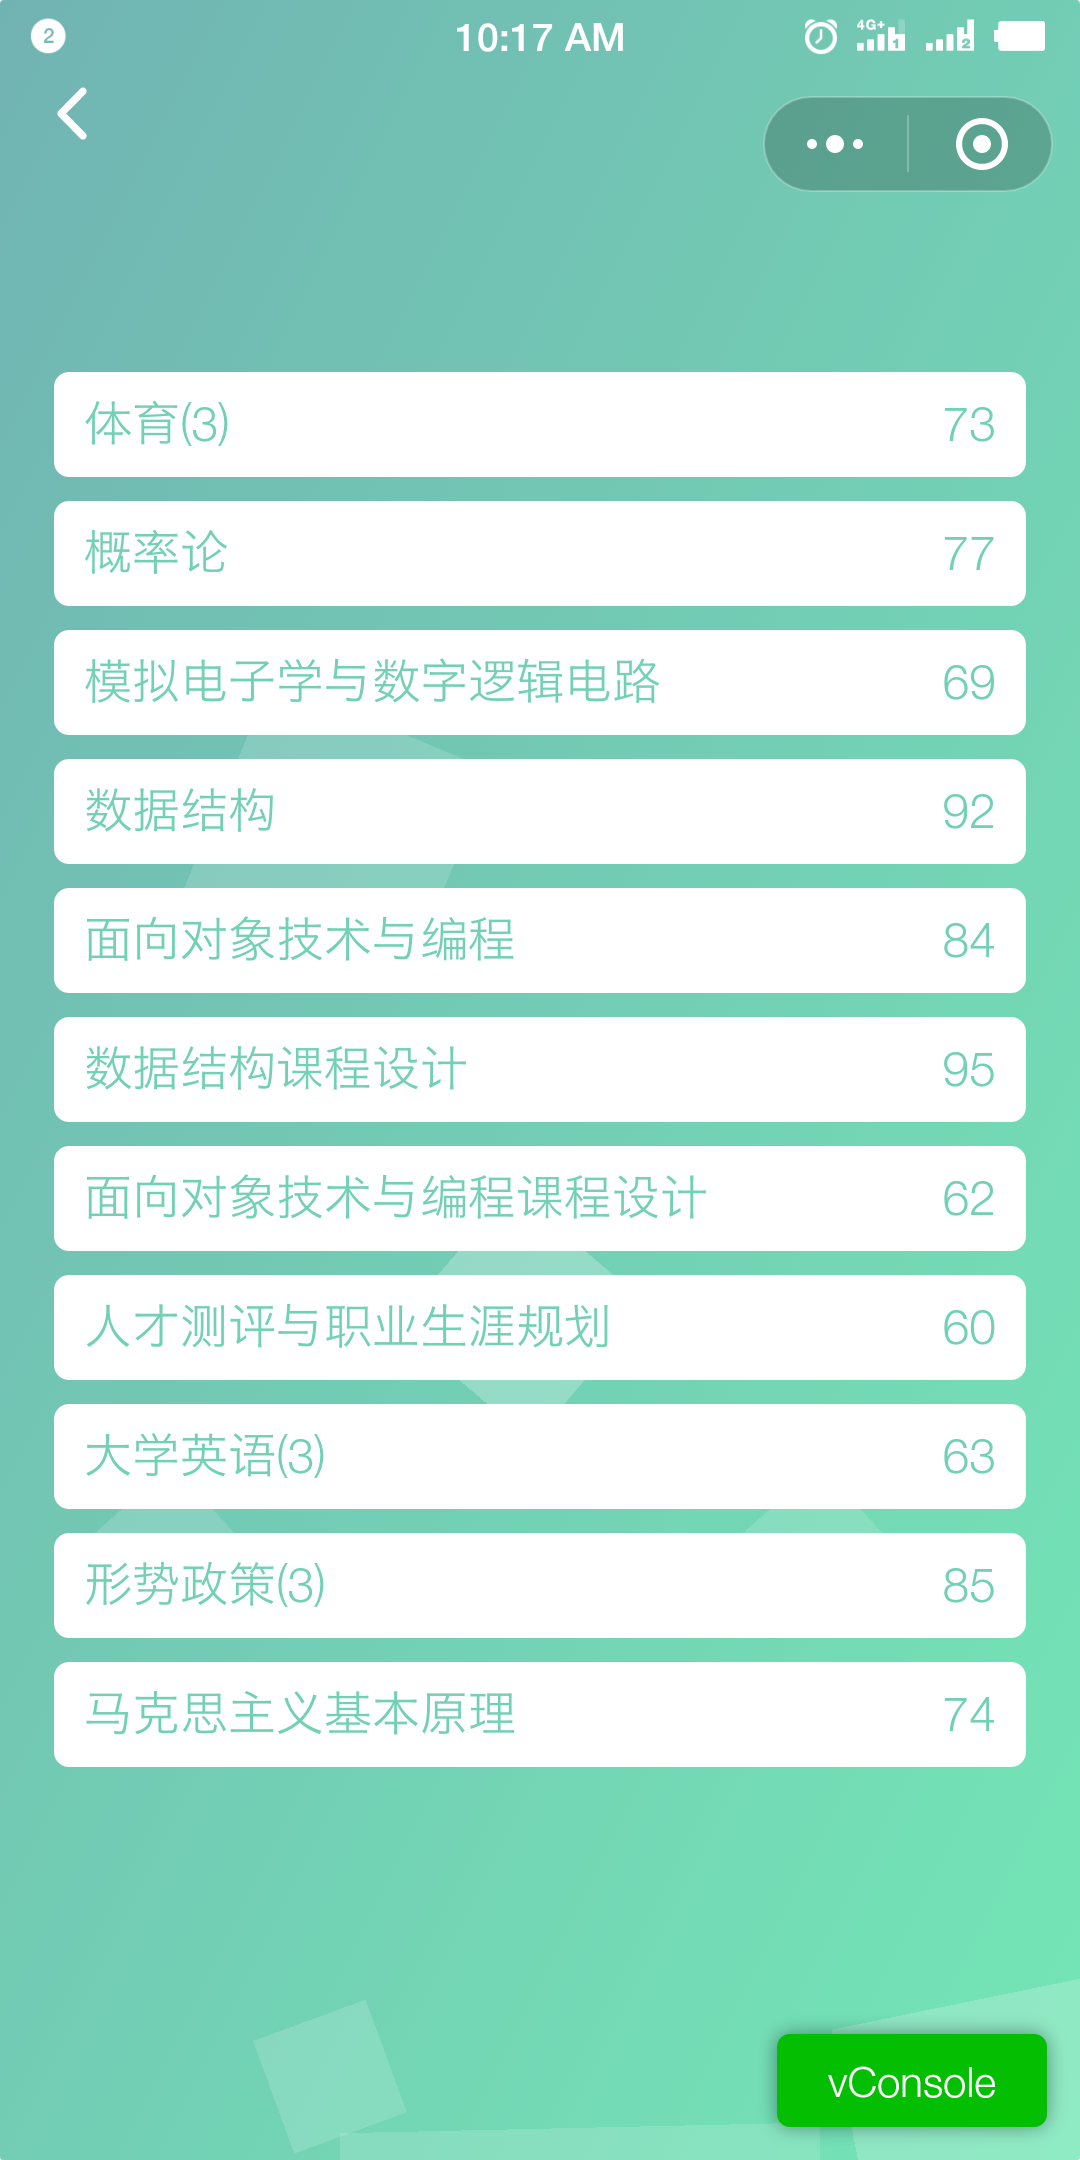 2
10:17 AM
4G+
1
2
体育(3)
73
概率论
77
模拟电子学与数字逻辑电路
69
数据结构
92
面向对象技术与编程
84
数据结构课程设计
95
面向对象技术与编程课程设计
62
人才测评与职业生涯规划
60
大学英语(3)
63
形势政策(3)
85
马克思主义基本原理
74
vConsole